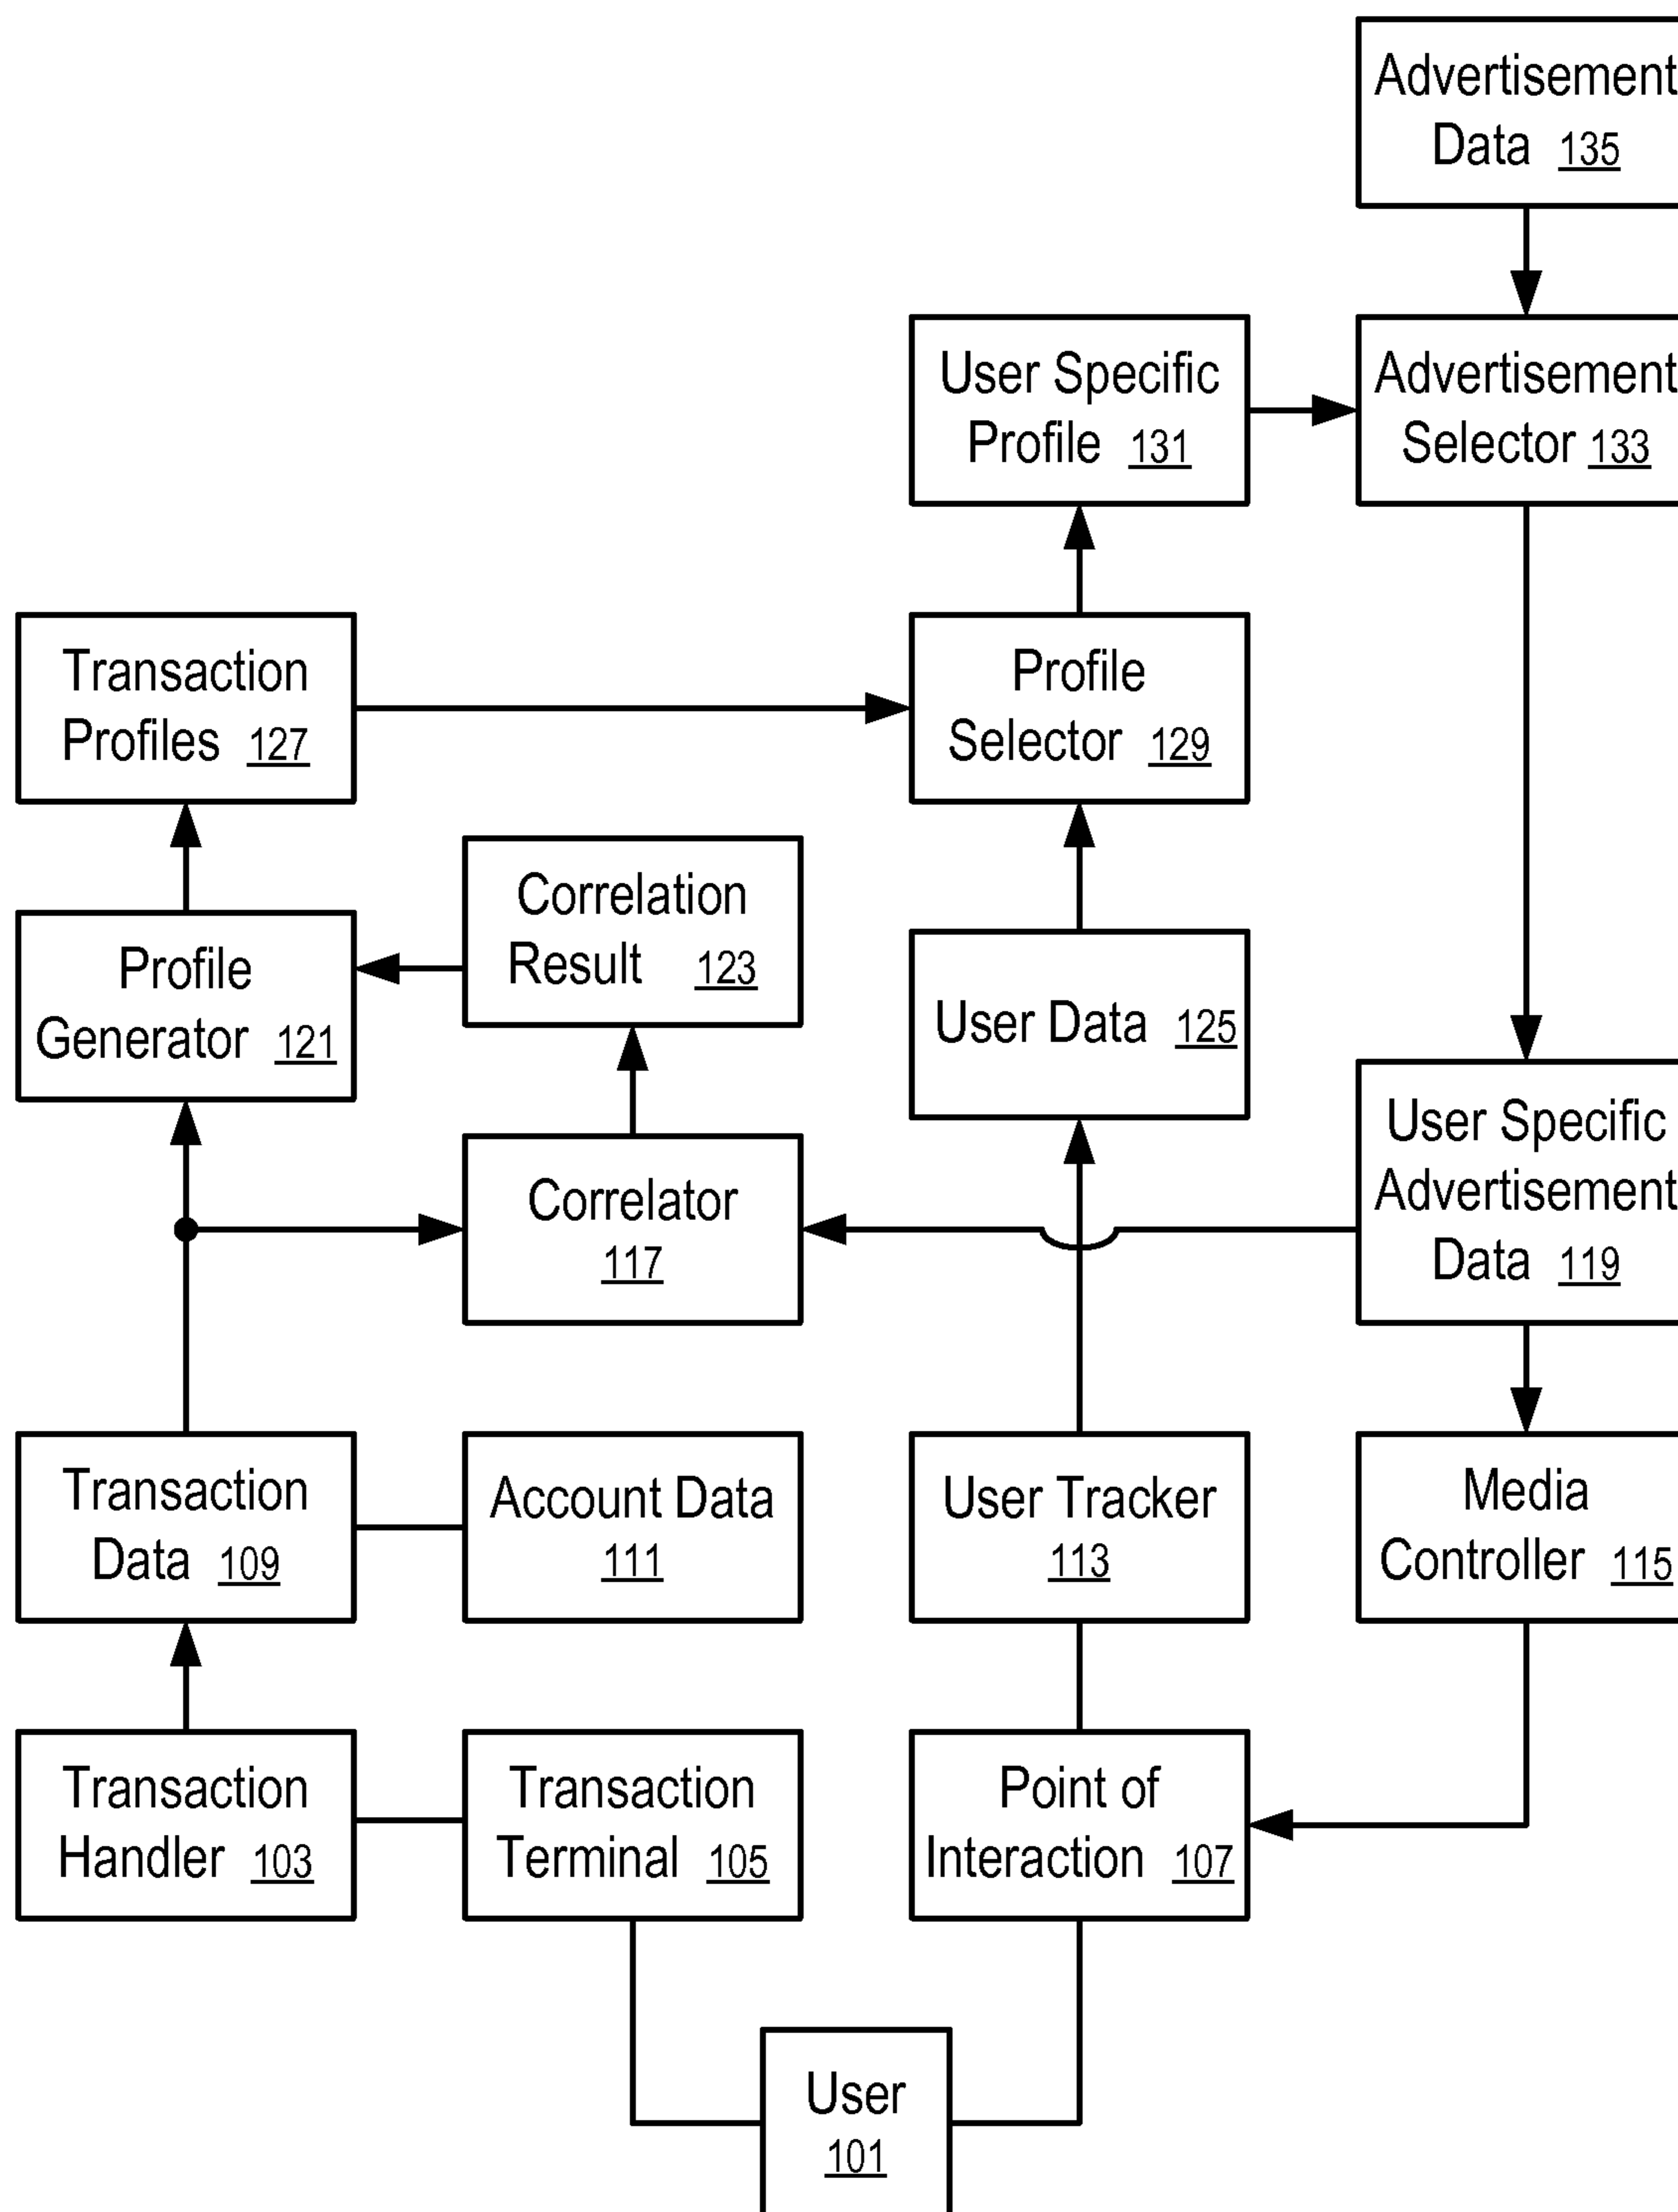 Advertisement
Data 135
User Specific
Profile 131
Advertisement
Selector 133
Transaction
Profiles 127
Profile
Selector 129
Correlation
Result 123
Profile
Generator 121
User Data 125
User Specific
Advertisement
Data 119
Correlator
117
Transaction
Data 109
Account Data
111
User Tracker
113
Media
Controller 115
Transaction
Handler 103
Transaction
Terminal 105
Point of
Interaction 107
User
101